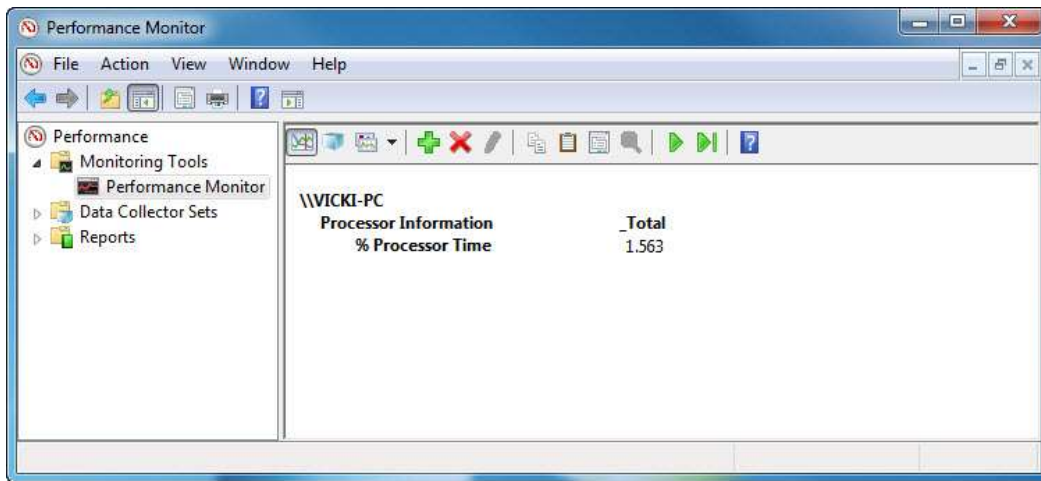 Performance Monitor
File Action View Window Help
Performance
Monitoring Tools
Performance Monitor
Data Collector Sets
Reports
\\VICKI-PC
Processor Information _Total
% Processor Time 1.563